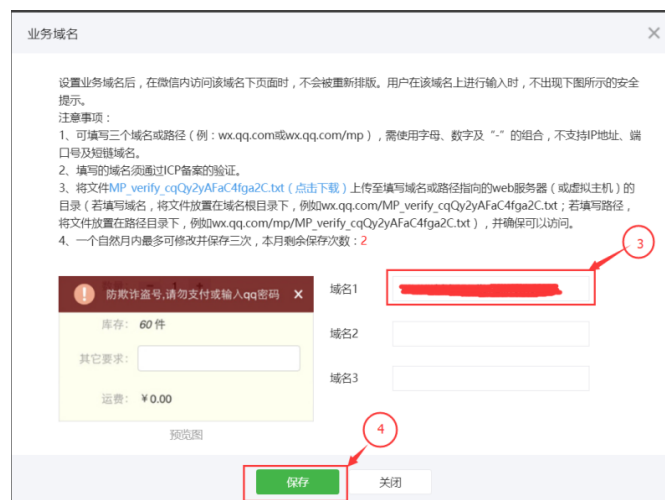 业务域名 ×
设置业务域名后，在微信内访问该域名下页面时，不会被重新排版。用户在该域名上进行输入时，不出现下图所示的安全
提示。
注意事项：
1、可填写三个域名或路径（例：wx.qq.com或wx.qq.com/mp），需使用字母、数字及“-”的组合，不支持IP地址、端
口号及短链域名。
2、填写的域名须通过ICP备案的验证。
3、将文件MP_verify_cqQy2yAFaC4fga2C.txt（点击下载）上传至填写域名或路径指向的web服务器（或虚拟主机）的
目录（若填写域名，将文件放置在域名根目录下，例如wx.qq.com/MP_verify_cqQy2yAFaC4fga2C.txt；若填写路径，
将文件放置在路径目录下，例如wx.qq.com/mp/MP_verify_cqQy2yAFaC4fga2C.txt），并确保可以访问。
4、一个自然月内最多可修改并保存三次，本月剩余保存次数：2
3
防欺诈盗号,请勿支付或输入qq密码 ×
库存：60 件
其它要求：
运费：¥0.00
预览图
域名1
域名2
域名3
4
保存
关闭